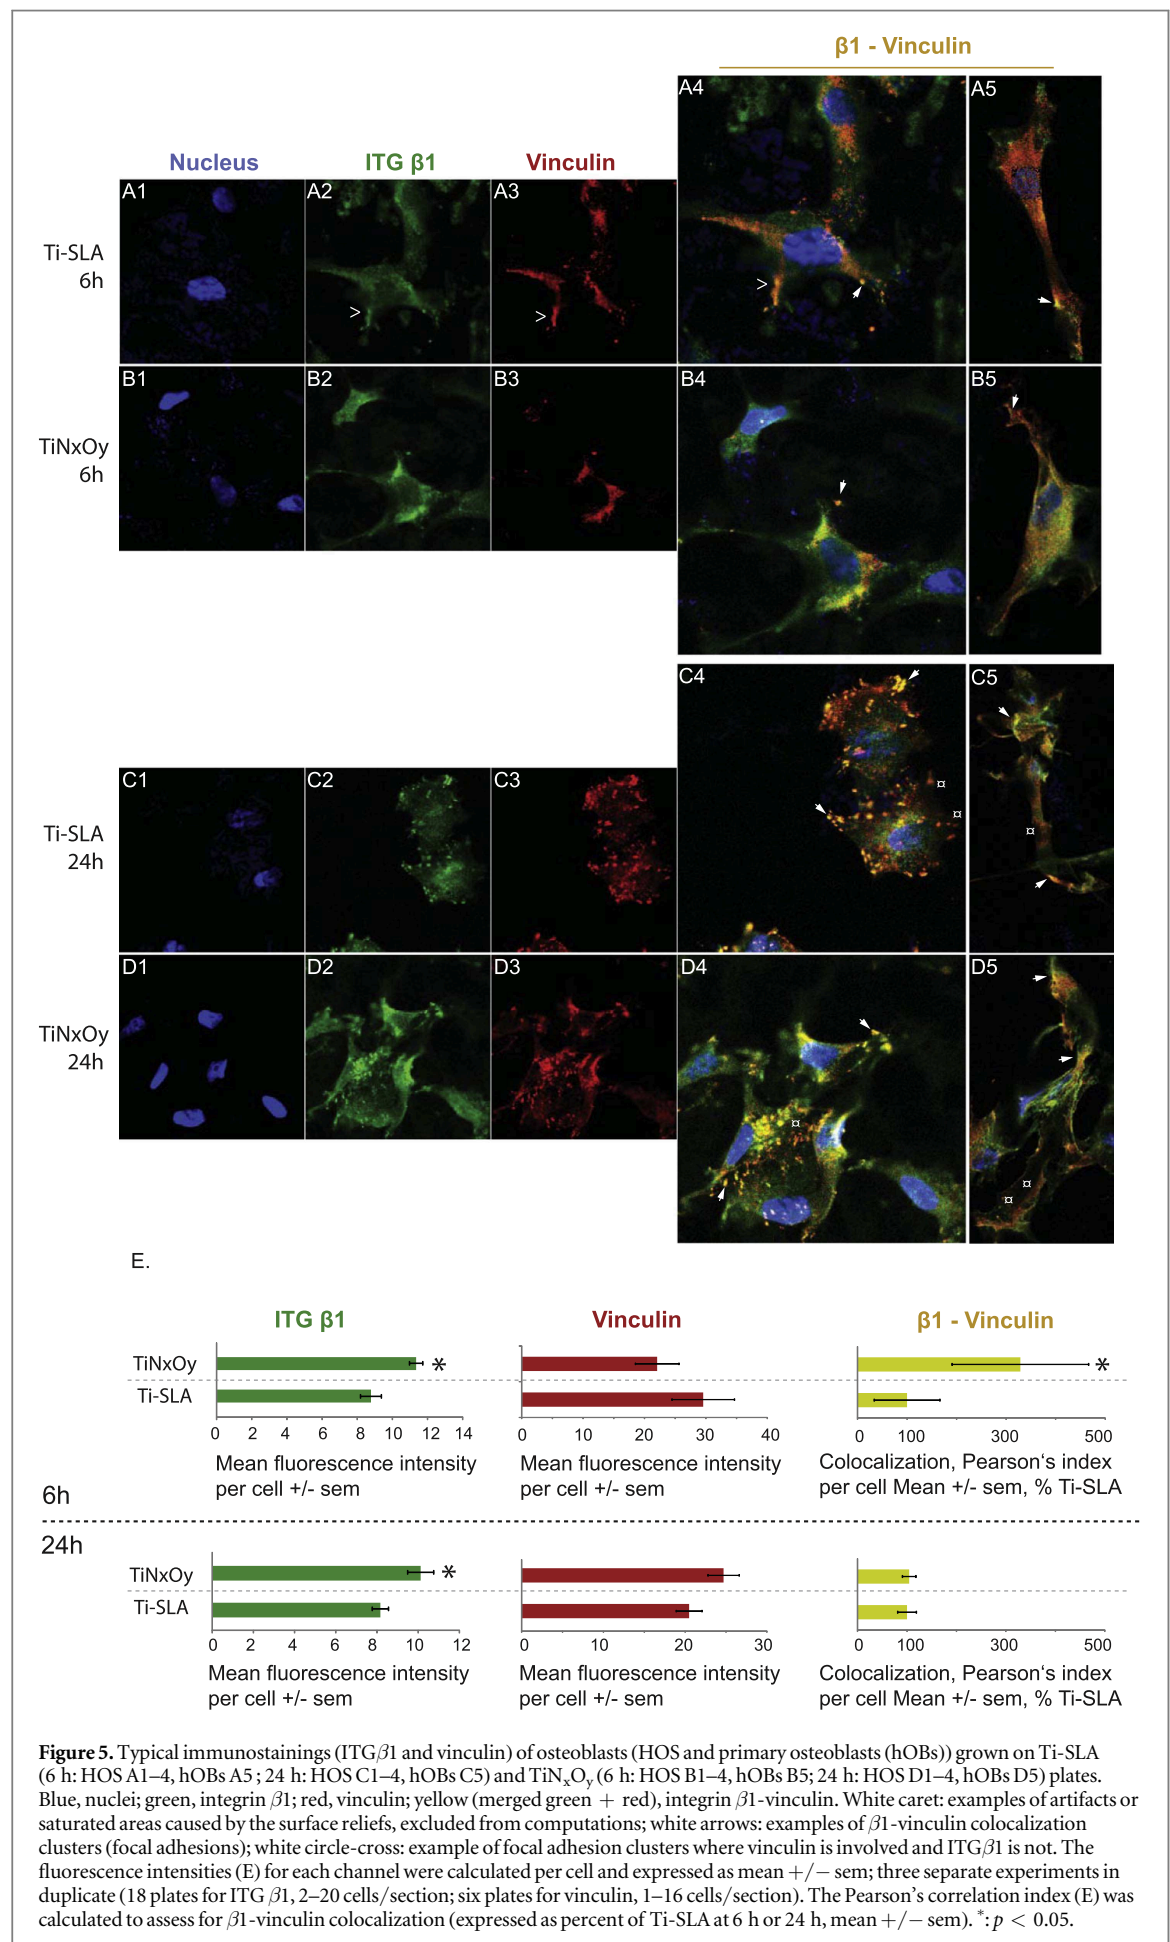 β1 - Vinculin
Nucleus ITG β1 Vinculin
A1 A2 A3 A4 A5
Ti-SLA
6h
> > >
B1 B2 B3 B4 B5
TiNxOy
6h
C1 C2 C3 C4 C5
Ti-SLA
24h
¤ ¤ ¤
D1 D2 D3 D4 D5
TiNxOy
24h
¤ ¤ ¤
E.
ITG β1 Vinculin β1 - Vinculin
TiNxOy * *
Ti-SLA
0 2 4 6 8 10 12 14 0 10 20 30 40 0 100 300 500
Mean fluorescence intensity Mean fluorescence intensity Colocalization, Pearson‘s index
per cell +/- sem per cell +/- sem per cell Mean +/- sem, % Ti-SLA
6h
24h
TiNxOy *
Ti-SLA
0 2 4 6 8 10 12 0 10 20 30 0 100 300 500
Mean fluorescence intensity Mean fluorescence intensity Colocalization, Pearson‘s index
per cell +/- sem per cell +/- sem per cell Mean +/- sem, % Ti-SLA
Figure 5. Typical immunostainings (ITGβ1 and vinculin) of osteoblasts (HOS and primary osteoblasts (hOBs)) grown on Ti-SLA
(6 h: HOS A1–4, hOBs A5 ; 24 h: HOS C1–4, hOBs C5) and TiNxOy (6 h: HOS B1–4, hOBs B5; 24 h: HOS D1–4, hOBs D5) plates.
Blue, nuclei; green, integrin β1; red, vinculin; yellow (merged green + red), integrin β1-vinculin. White caret: examples of artifacts or
saturated areas caused by the surface reliefs, excluded from computations; white arrows: examples of β1-vinculin colocalization
clusters (focal adhesions); white circle-cross: example of focal adhesion clusters where vinculin is involved and ITGβ1 is not. The
fluorescence intensities (E) for each channel were calculated per cell and expressed as mean +/− sem; three separate experiments in
duplicate (18 plates for ITG β1, 2–20 cells/section; six plates for vinculin, 1–16 cells/section). The Pearson’s correlation index (E) was
calculated to assess for β1-vinculin colocalization (expressed as percent of Ti-SLA at 6 h or 24 h, mean +/− sem). *: p < 0.05.